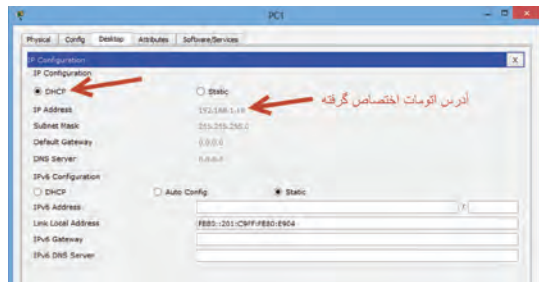 PC1
Physical Config Desktop Attributes Software/Services
IP Configuration X
IP Configuration
DHCP Static
IP Address 192.168.1.10
Subnet Mask 255.255.255.0
Default Gateway 0.0.0.0
DNS Server 0.0.0.0
آدرس اتومات اختصاص گرفته
IPv6 Configuration
DHCP Auto Config Static
IPv6 Address /
Link Local Address FE80::201:C9FF:FE80:E904
IPv6 Gateway
IPv6 DNS Server